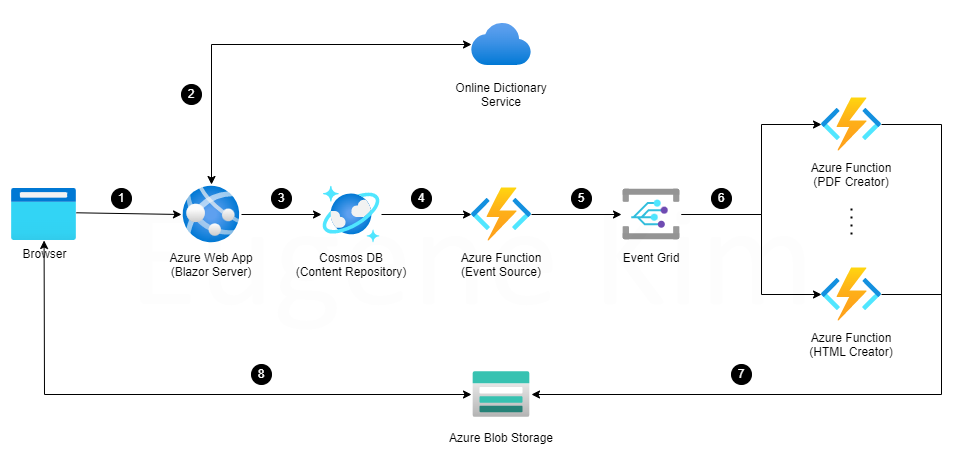 Online Dictionary
Service
2
1
3
4
5
6
Browser
Azure Web App
(Blazor Server)
Cosmos DB
(Content Repository)
Azure Function
(Event Source)
Event Grid
Azure Function
(PDF Creator)
Azure Function
(HTML Creator)
8
7
Azure Blob Storage
Eugene Kim